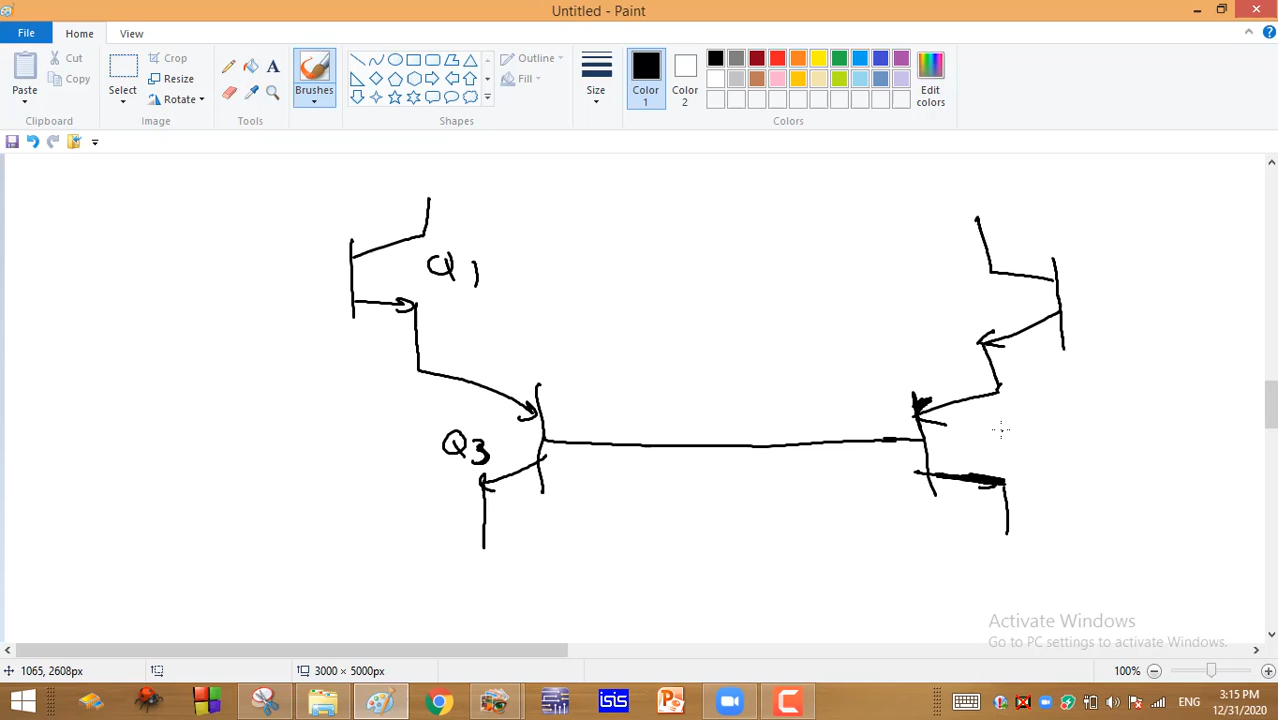 Untitled - Paint
File
Home
View
Paste
Cut
Copy
Clipboard
Select
Crop
Resize
Rotate
Image
A
Tools
Brushes
Outline
Fill
Shapes
Size
Color 1
Color 2
Edit colors
Colors
Q1
Q3
Activate Windows
Go to PC settings to activate Windows.
1065, 2608px
3000 × 5000px
100%
isis
ENG
3:15 PM
12/31/2020